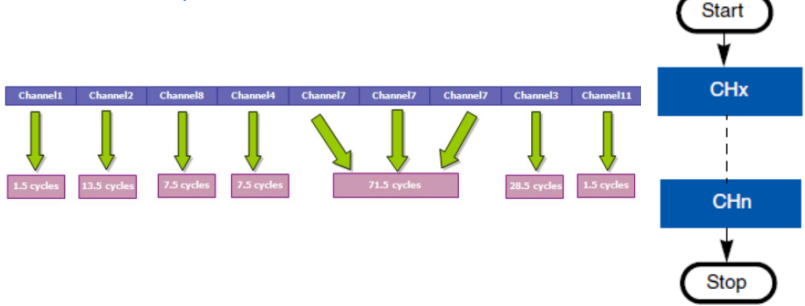 Start
Channel1 Channel2 Channel8 Channel4 Channel7 Channel7 Channel7 Channel3 Channel11
1.5 cycles 13.5 cycles 7.5 cycles 7.5 cycles 71.5 cycles 28.5 cycles 1.5 cycles
CHx
CHn
Stop